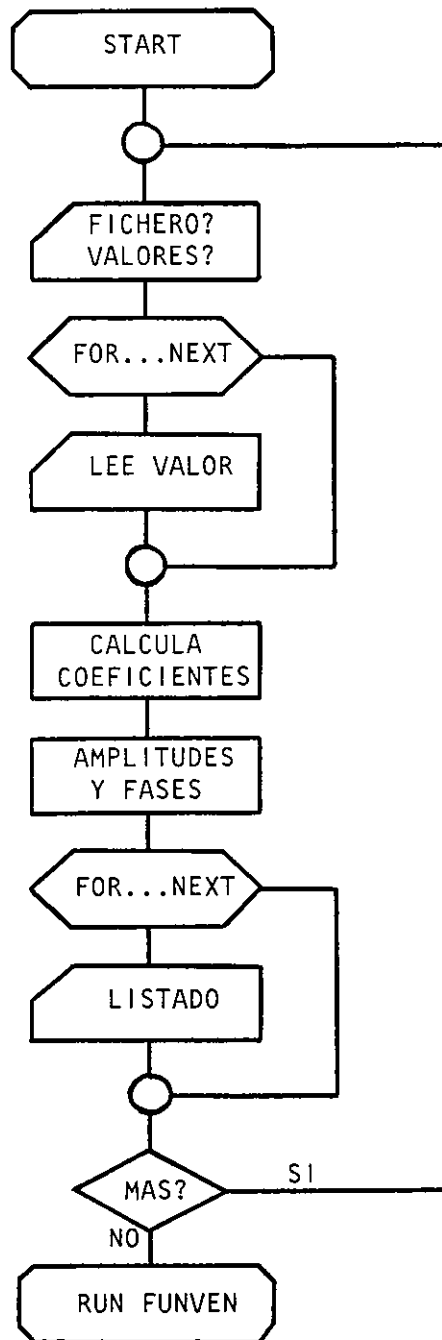 START
FICHERO?
VALORES?
FOR...NEXT
LEE VALOR
CALCULA
COEFICIENTES
AMPLITUDES
Y FASES
FOR...NEXT
LISTADO
MAS?
SI
NO
RUN FUNVEN